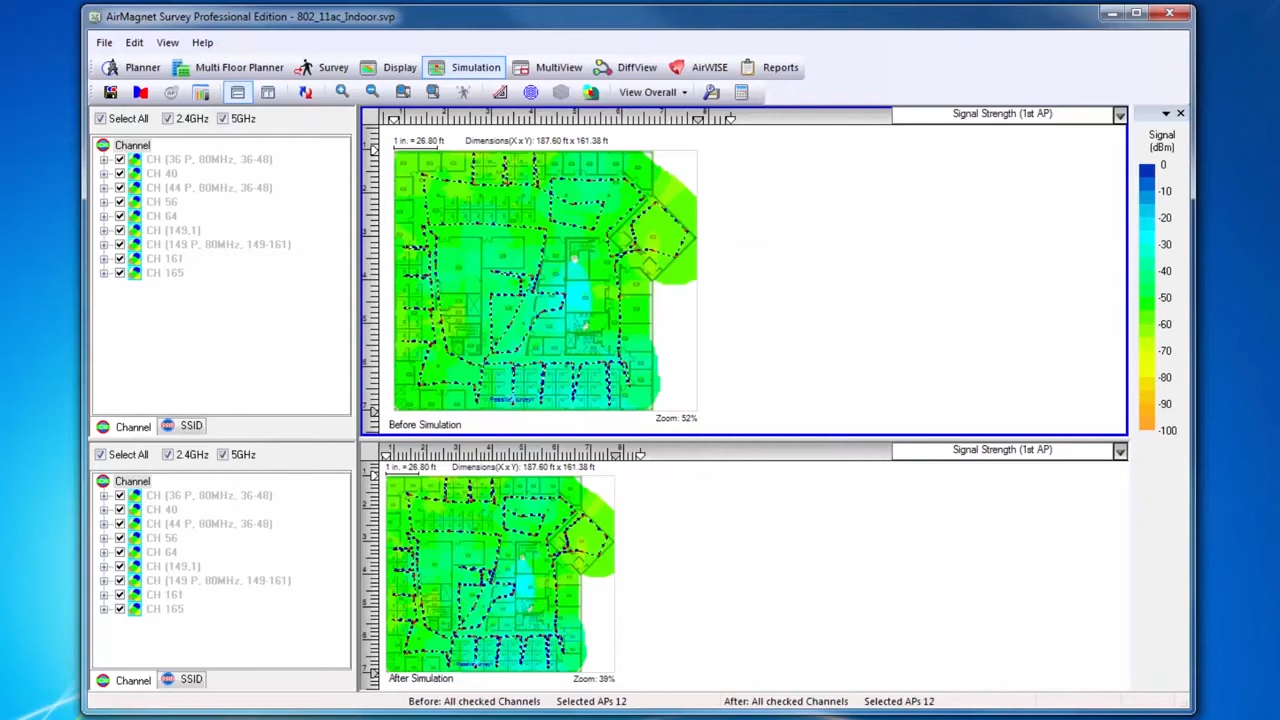 AirMagnet Survey Professional Edition - 802_11ac_Indoor.svp
File Edit View Help
Planner Multi Floor Planner Survey Display Simulation MultiView DiffView AirWISE Reports
View Overall
Select All 2.4GHz 5GHz
Channel
CH (36 P, 80MHz, 36-48)
CH 40
CH (44 P, 80MHz, 36-48)
CH 56
CH 64
CH (149,1)
CH (149 P, 80MHz, 149-161)
CH 161
CH 165
Channel SSID
Signal Strength (1st AP)
1 in. = 26.80 ft Dimensions(X x Y): 187.60 ft x 161.38 ft
Passive survey1
Zoom: 52%
Before Simulation
Signal
(dBm)
0
-10
-20
-30
-40
-50
-60
-70
-80
-90
-100
Select All 2.4GHz 5GHz
Channel
CH (36 P, 80MHz, 36-48)
CH 40
CH (44 P, 80MHz, 36-48)
CH 56
CH 64
CH (149,1)
CH (149 P, 80MHz, 149-161)
CH 161
CH 165
Channel SSID
Signal Strength (1st AP)
1 in. = 26.80 ft Dimensions(X x Y): 187.60 ft x 161.38 ft
After Simulation
Zoom: 39%
Before: All checked Channels Selected APs 12 After: All checked Channels Selected APs 12